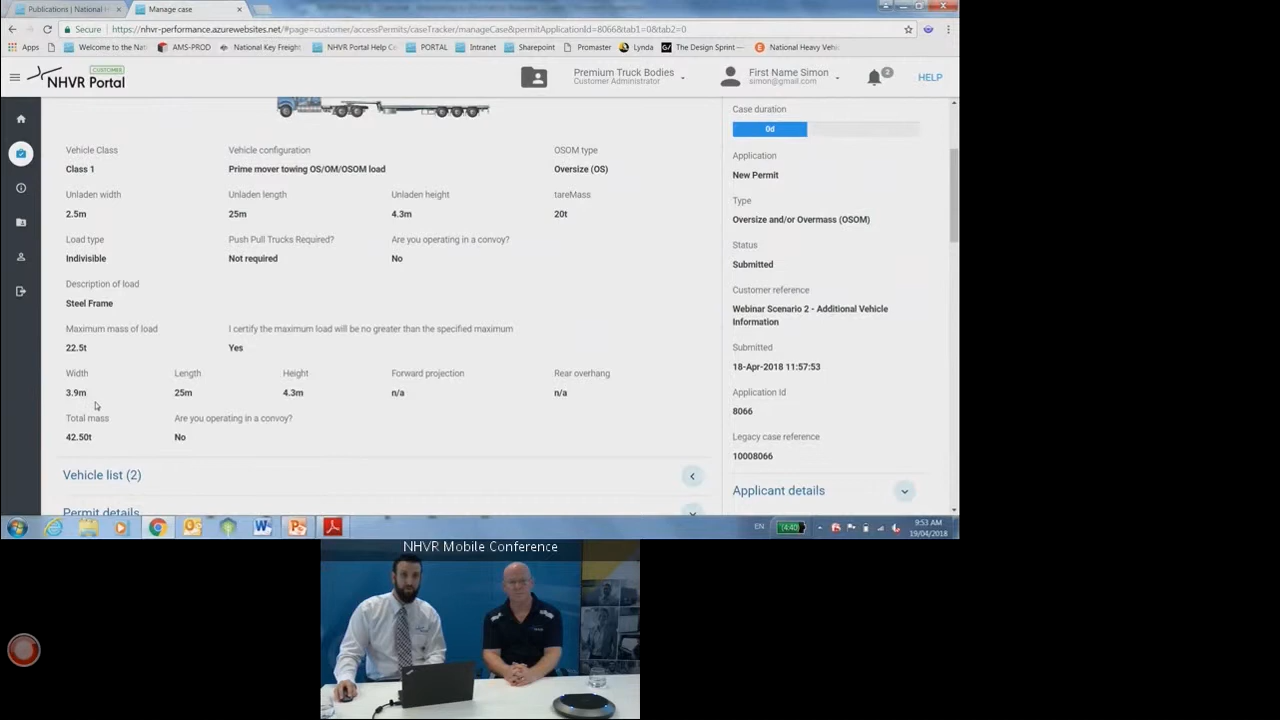 Publications | National H
Manage case
Secure https://nhvr-performance.azurewebsites.net/#page=customer/accessPermits/caseTracker/manageCase&permitApplicationId=8066&tab1=0&tab2=0
Apps Welcome to the Nat AMS-PROD National Key Freight NHVR Portal Help C PORTAL Intranet Sharepoint Promaster Lynda The Design Sprint — National Heavy Vehi
NHVR Portal
CUSTOMER
Premium Truck Bodies
Customer Administrator
First Name Simon
simon@gmail.com
2
HELP
Vehicle Class Vehicle configuration OSOM type
Class 1 Prime mover towing OS/OM/OSOM load Oversize (OS)
Unladen width Unladen length Unladen height tareMass
2.5m 25m 4.3m 20t
Load type Push Pull Trucks Required? Are you operating in a convoy?
Indivisible Not required No
Description of load
Steel Frame
Maximum mass of load I certify the maximum load will be no greater than the specified maximum
22.5t Yes
Width Length Height Forward projection Rear overhang
3.9m 25m 4.3m n/a n/a
Total mass Are you operating in a convoy?
42.50t No
Vehicle list (2)
Permit details
Case duration
0d
Application
New Permit
Type
Oversize and/or Overmass (OSOM)
Status
Submitted
Customer reference
Webinar Scenario 2 - Additional Vehicle
Information
Submitted
18-Apr-2018 11:57:53
Application Id
8066
Legacy case reference
10008066
Applicant details
EN (4:40) 9:53 AM
19/04/2018
NHVR Mobile Conference